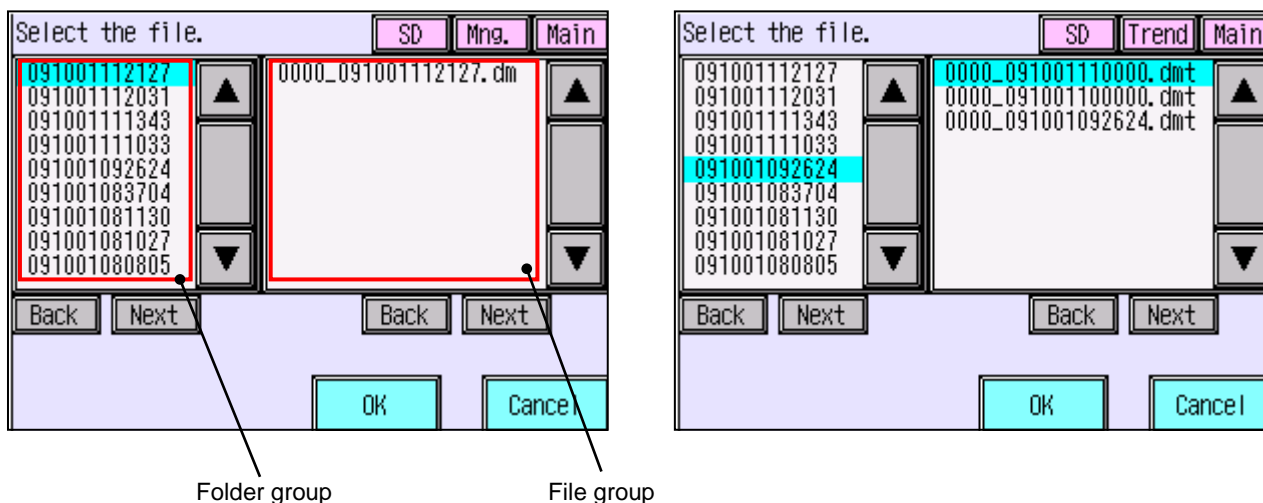 Select the file.
SD
Mng.
Main
091001112127
091001112031
091001111343
091001111033
091001092624
091001083704
091001081130
091001081027
091001080805
0000_091001112127.dm
Back
Next
Back
Next
OK
Cancel
Folder group
File group
Select the file.
SD
Trend
Main
091001112127
091001112031
091001111343
091001111033
091001092624
091001083704
091001081130
091001081027
091001080805
0000_091001110000.dmt
0000_091001100000.dmt
0000_091001092624.dmt
Back
Next
Back
Next
OK
Cancel